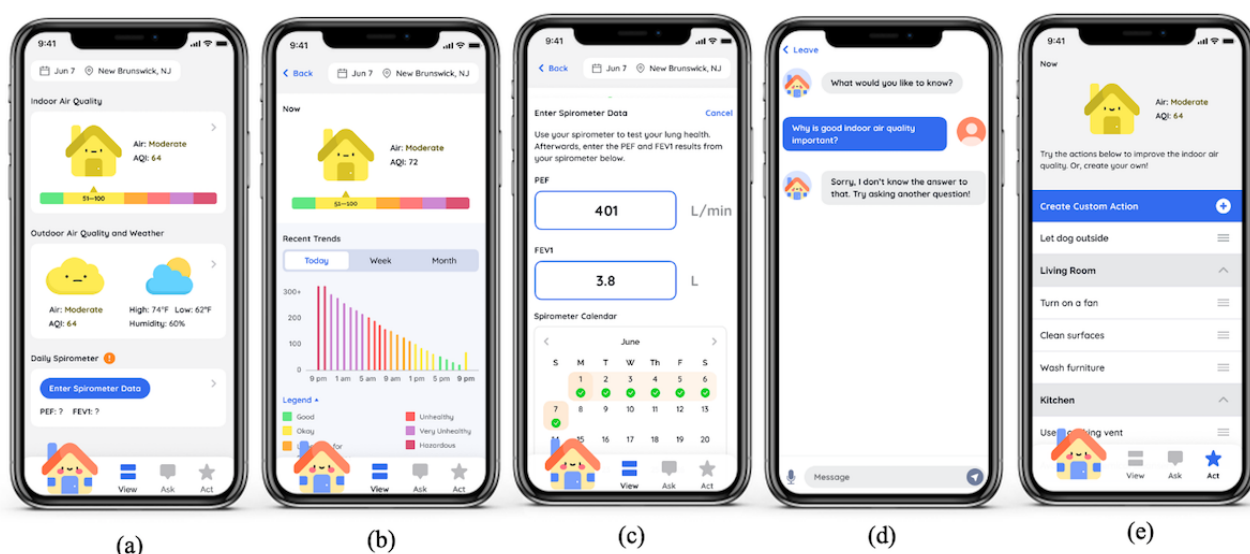 9:41
Jun 7 New Brunswick, NJ
Indoor Air Quality
Air: Moderate
AQI: 64
51-100
Outdoor Air Quality and Weather
Air: Moderate
AQI: 64
High: 74°F Low: 62°F
Humidity: 60%
Daily Spirometer !
Enter Spirometer Data
PEF: ? FEV1: ?
View Ask Act
(a)
9:41
Back Jun 7 New Brunswick, NJ
Now
Air: Moderate
AQI: 72
51-100
Recent Trends
Today Week Month
300+
200
100
0
9 pm 1 am 5 am 9 am 1 pm 5 pm 9 pm
Legend
Good Unhealthy
Okay Very Unhealthy
Hazardous
View Ask Act
(b)
9:41
Back Jun 7 New Brunswick, NJ
Enter Spirometer Data Cancel
Use your spirometer to test your lung health.
Afterwards, enter the PEF and FEV1 results from
your spirometer below.
PEF
401 L/min
FEV1
3.8 L
Spirometer Calendar
June
S M T W Th F S
1 2 3 4 5 6
7 8 9 10 11 12 13
15 16 17 18 19 20
View Ask Act
(c)
Leave
What would you like to know?
Why is good indoor air quality
important?
Sorry, I don't know the answer to
that. Try asking another question!
Message
(d)
9:41
Now
Air: Moderate
AQI: 64
Try the actions below to improve the indoor air
quality. Or, create your own!
Create Custom Action
Let dog outside
Living Room
Turn on a fan
Clean surfaces
Wash furniture
Kitchen
vent
View Ask Act
(e)